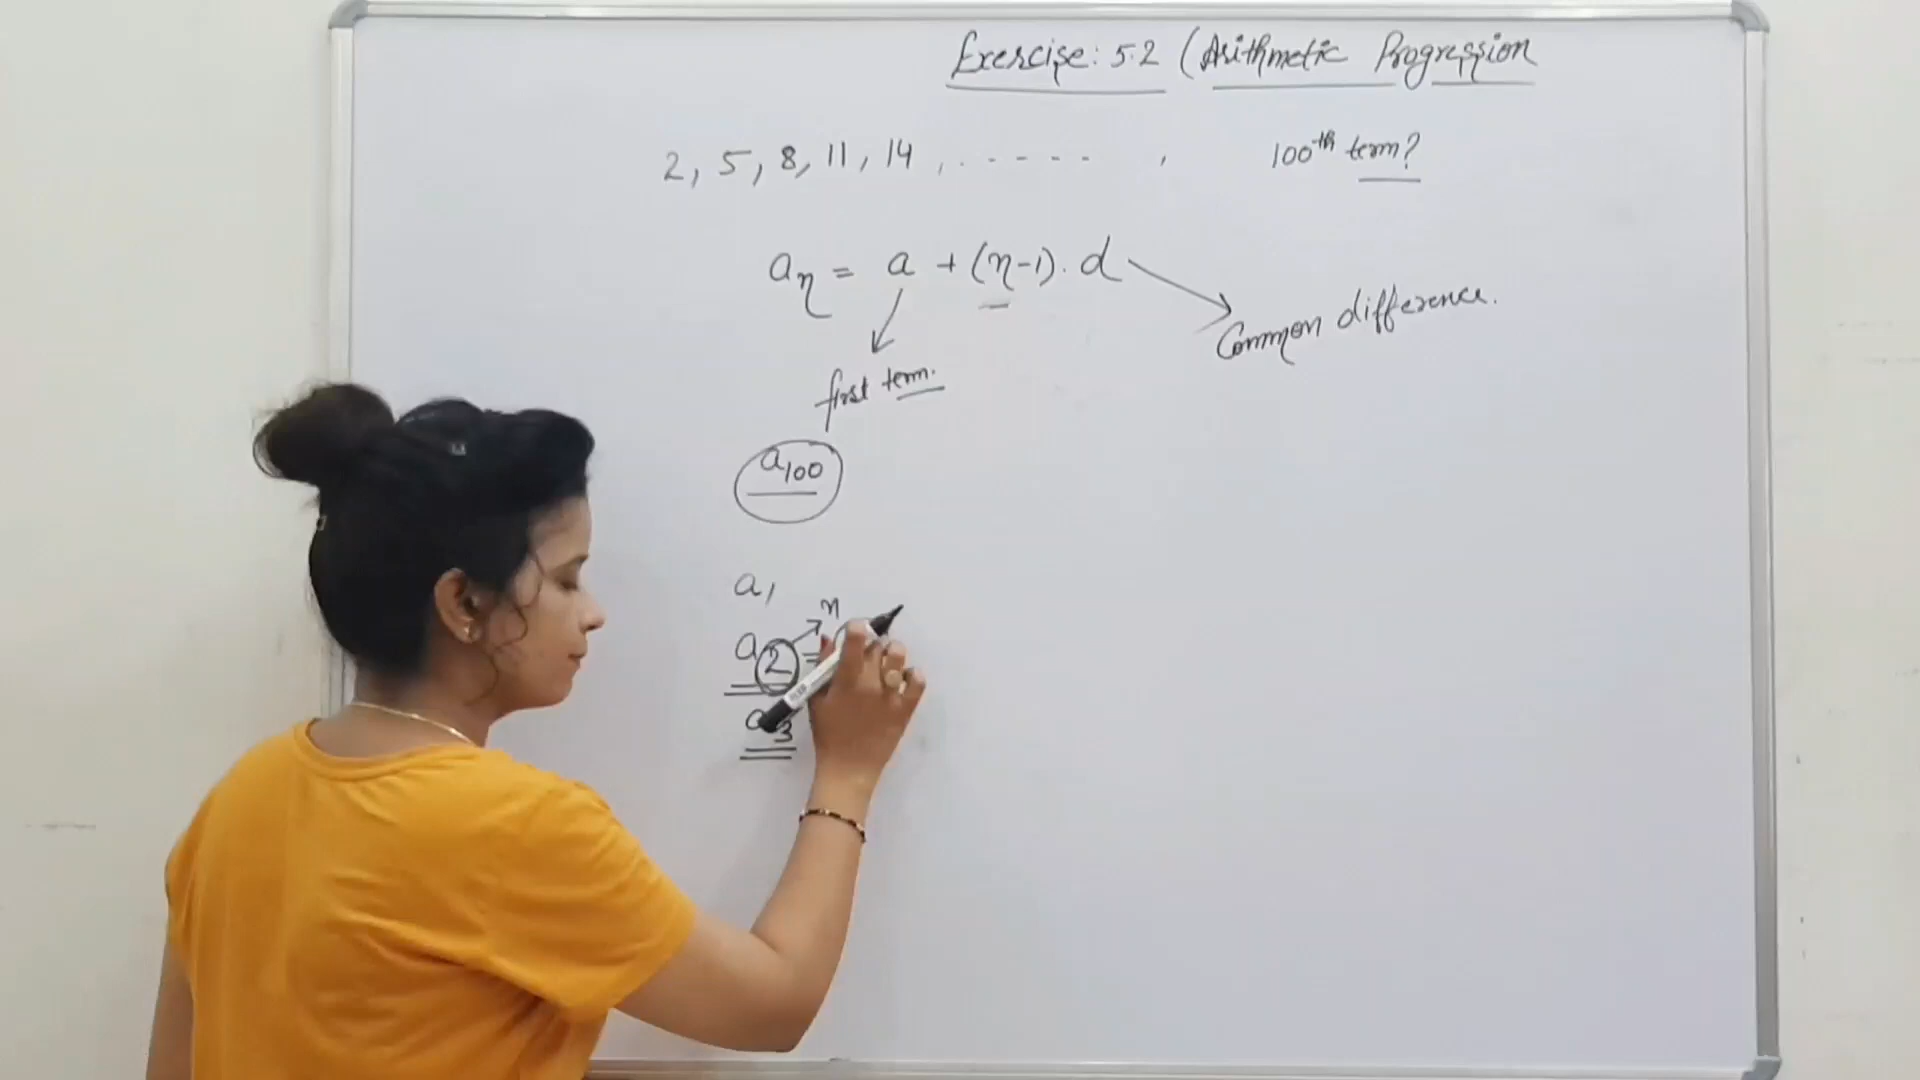 Exercise: 5.2 (Arithmetic Progression
2, 5, 8, 11, 14, ..... , 100th term?
an = a + (n-1). d
Common difference.
first term.
a100
a1
n
a2
a3